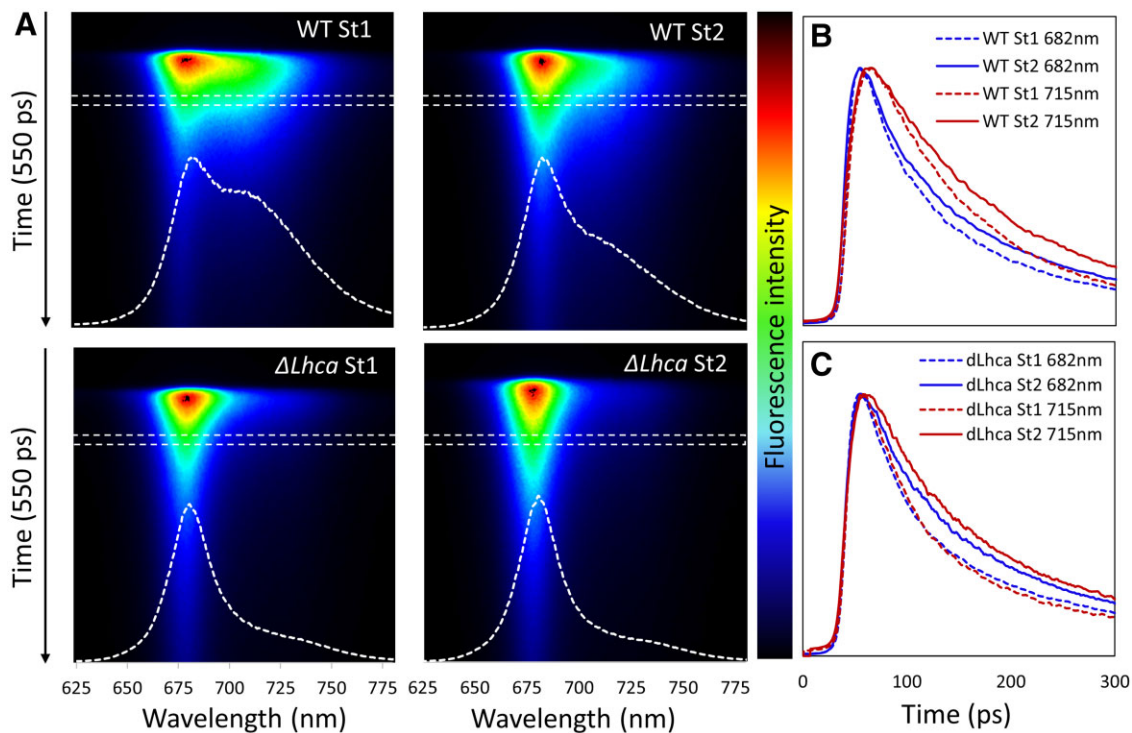 A
WT St1
WT St2
Time (550 ps)
ΔLhca St1
ΔLhca St2
Time (550 ps)
625 650 675 700 725 750 775
625 650 675 700 725 750 775
Wavelength (nm)
Wavelength (nm)
Fluorescence intensity
B
WT St1 682nm
WT St2 682nm
WT St1 715nm
WT St2 715nm
C
dLhca St1 682nm
dLhca St2 682nm
dLhca St1 715nm
dLhca St2 715nm
0 100 200 300
Time (ps)